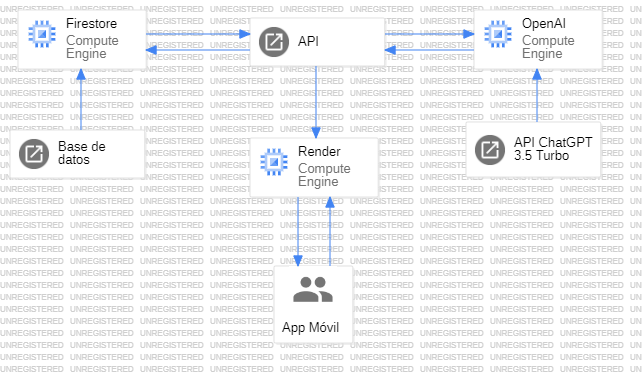 Firestore
Compute
Engine
API
OpenAI
Compute
Engine
Base de
datos
Render
Compute
Engine
API ChatGPT
3.5 Turbo
App Móvil
UNREGISTERED